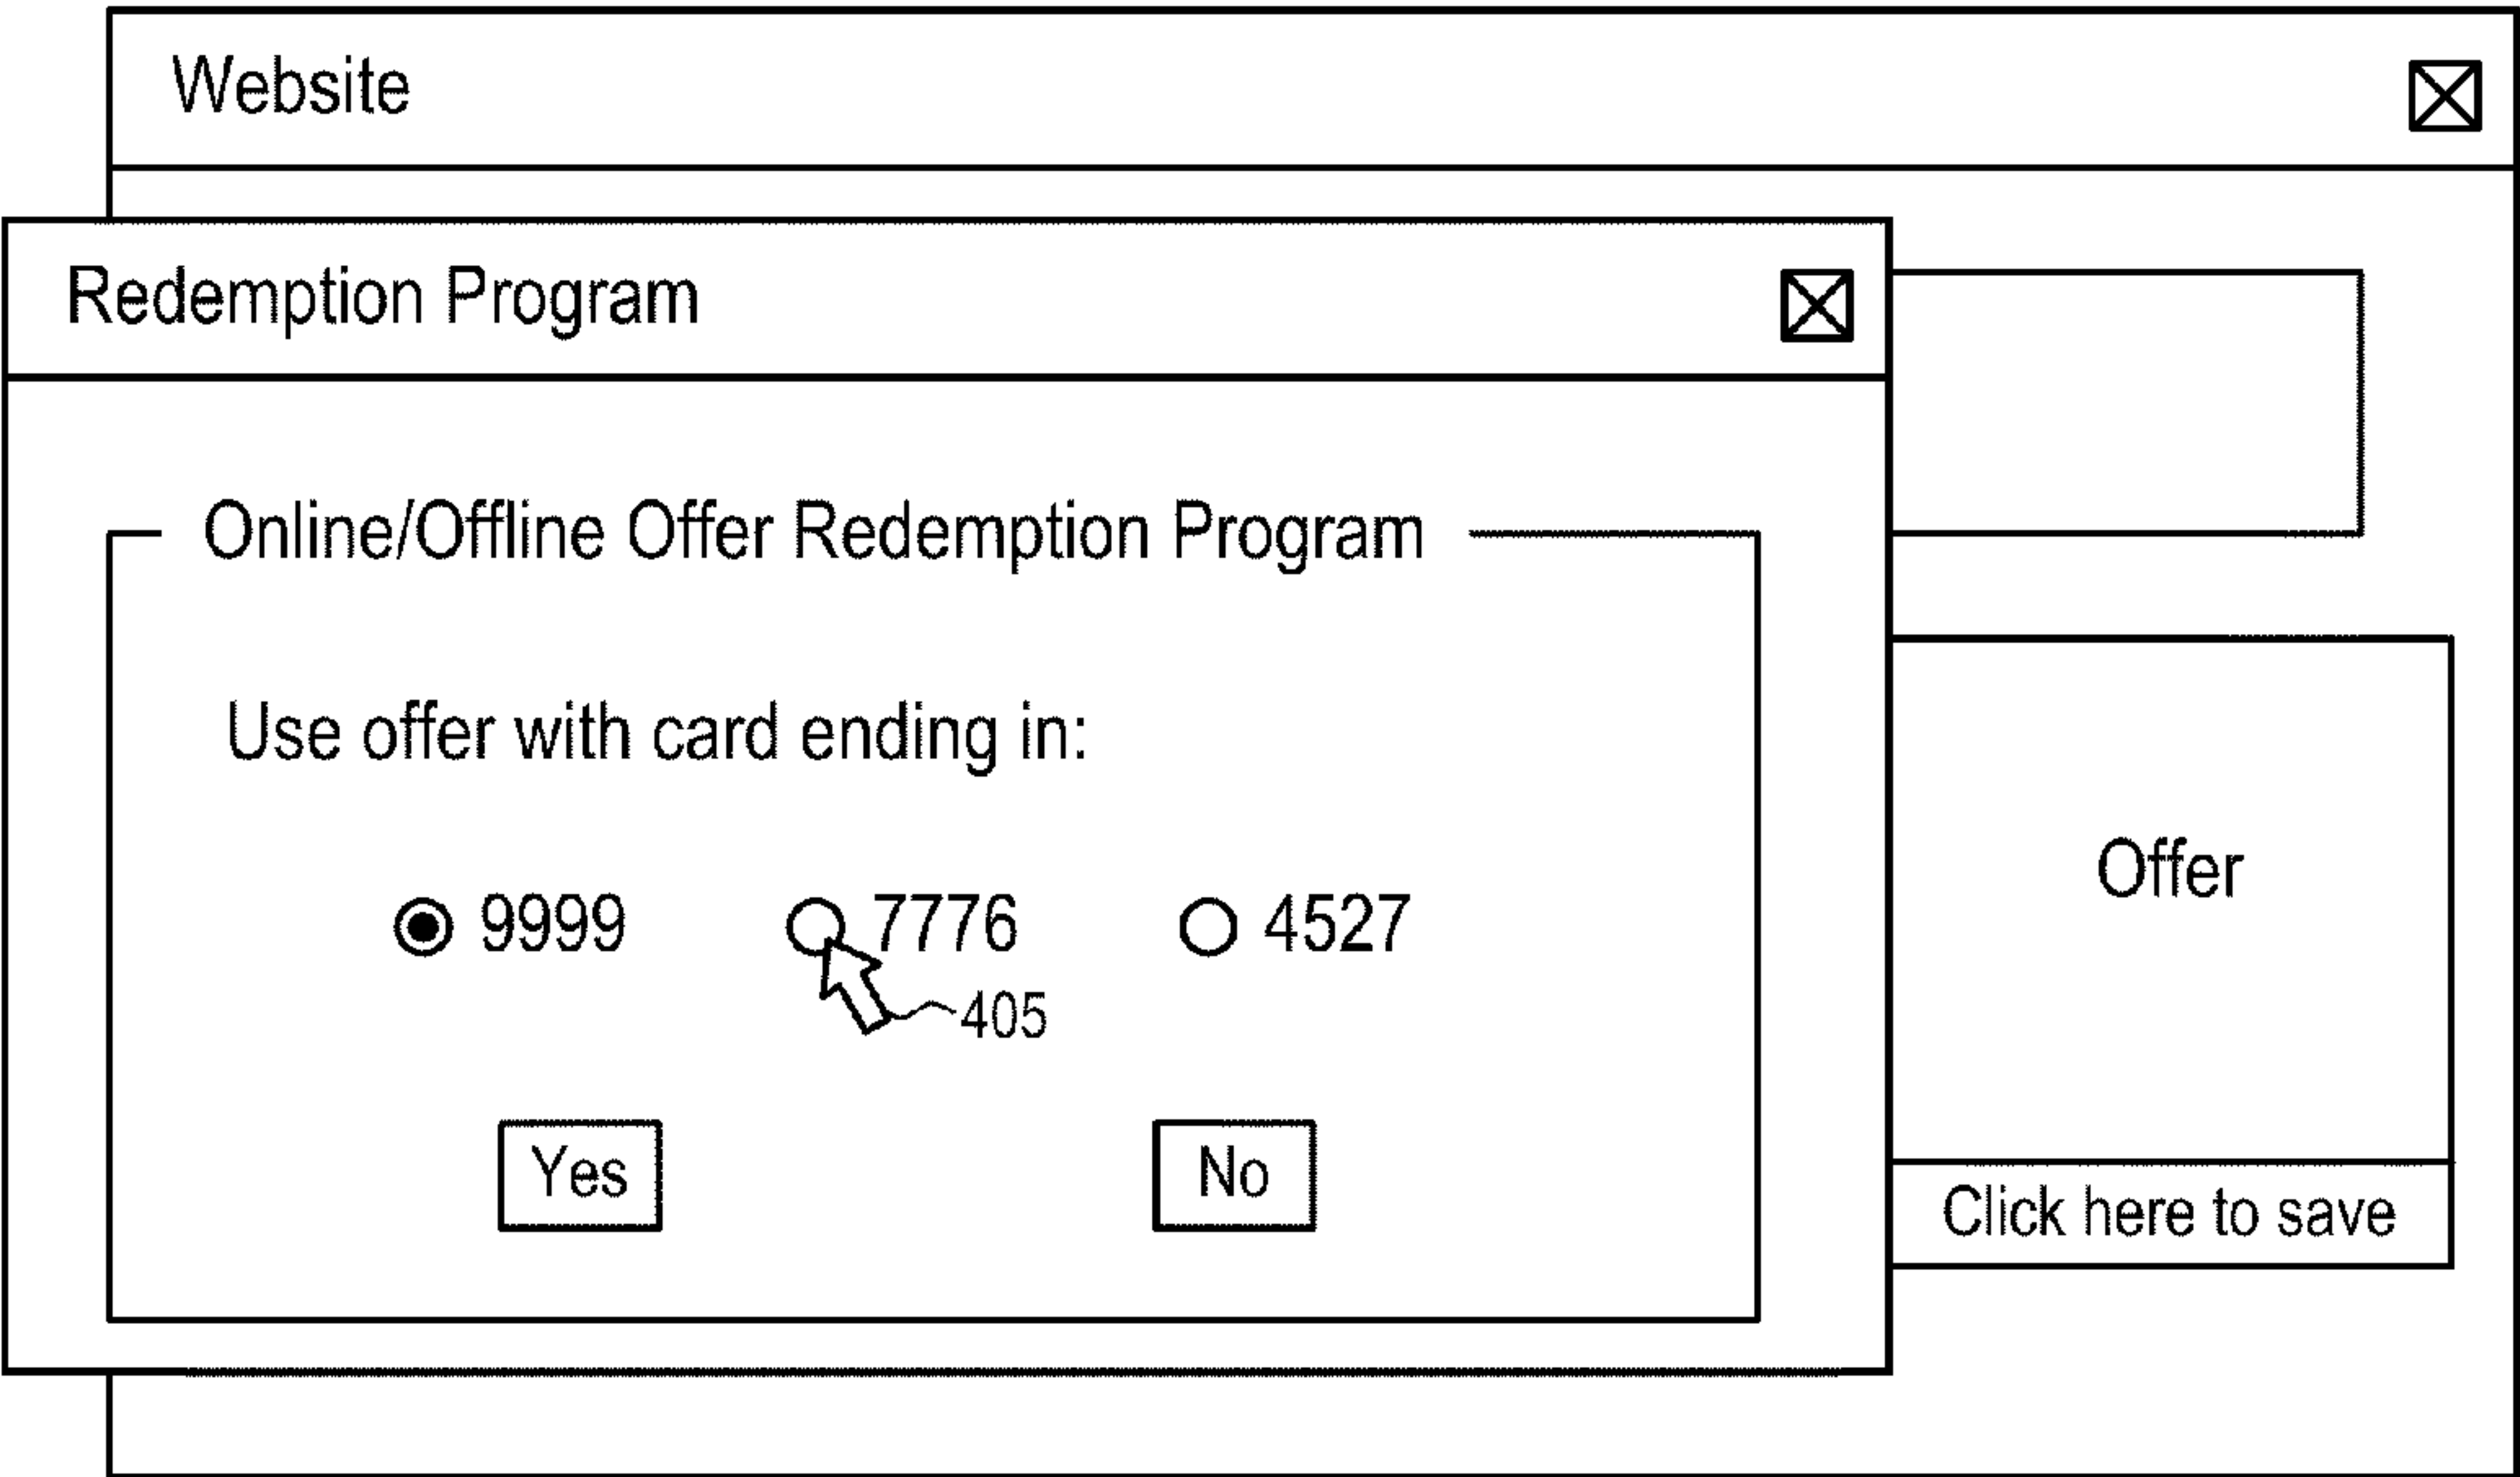 Website
Redemption Program
Online/Offline Offer Redemption Program
Use offer with card ending in:
9999 7776 4527
405
Yes No
Offer
Click here to save